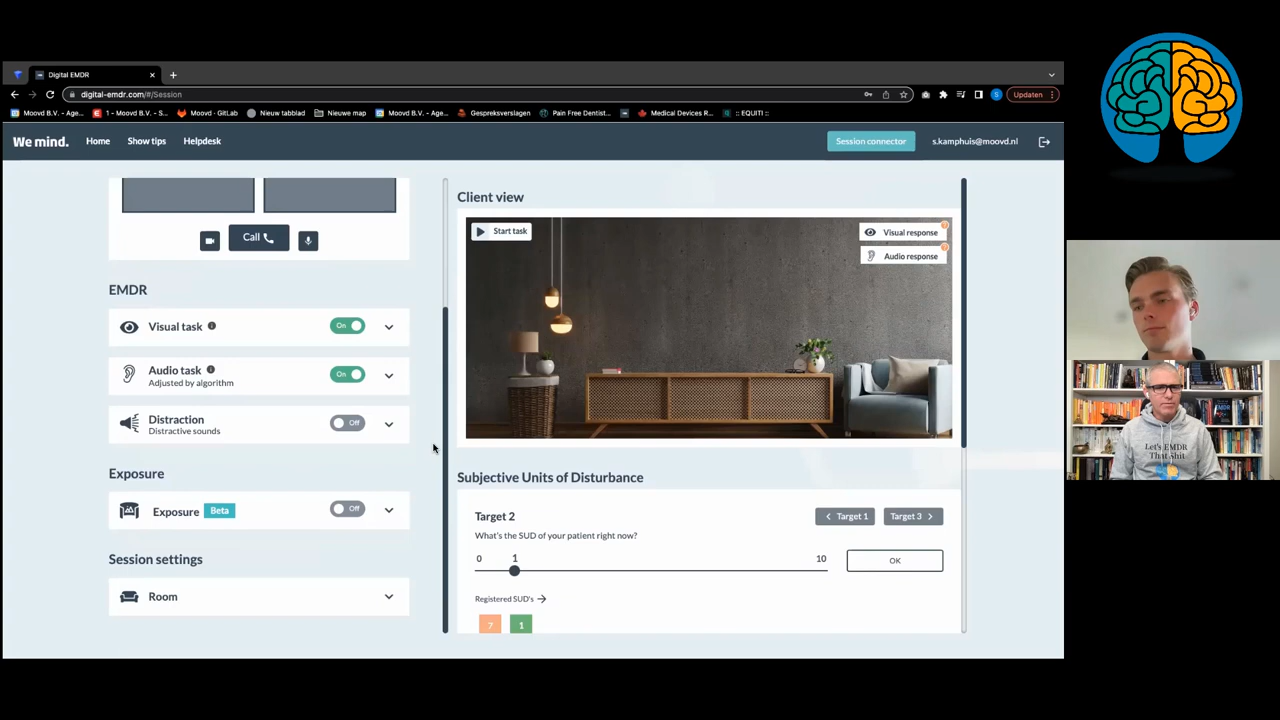 Digital EMDR
digital-emdr.com/#/Session
Updaten
Moovd B.V. - Age...
1 - Moovd B.V. - S...
Moovd · GitLab
Nieuw tabblad
Nieuwe map
Moovd B.V. - Age...
Gespreksverslagen
Pain Free Dentist...
Medical Devices R...
:: EQUITI ::
We mind.
Home
Show tips
Helpdesk
Session connector
s.kamphuis@moovd.nl
Call
EMDR
Visual task
On
Audio task
Adjusted by algorithm
On
Distraction
Distractive sounds
Off
Exposure
Exposure
Beta
Off
Session settings
Room
Client view
Start task
Visual response
Audio response
Subjective Units of Disturbance
Target 2
Target 1
Target 3
What's the SUD of your patient right now?
0
1
10
OK
Registered SUD's
7
1
Let's EMDR
That Shit
EMDR